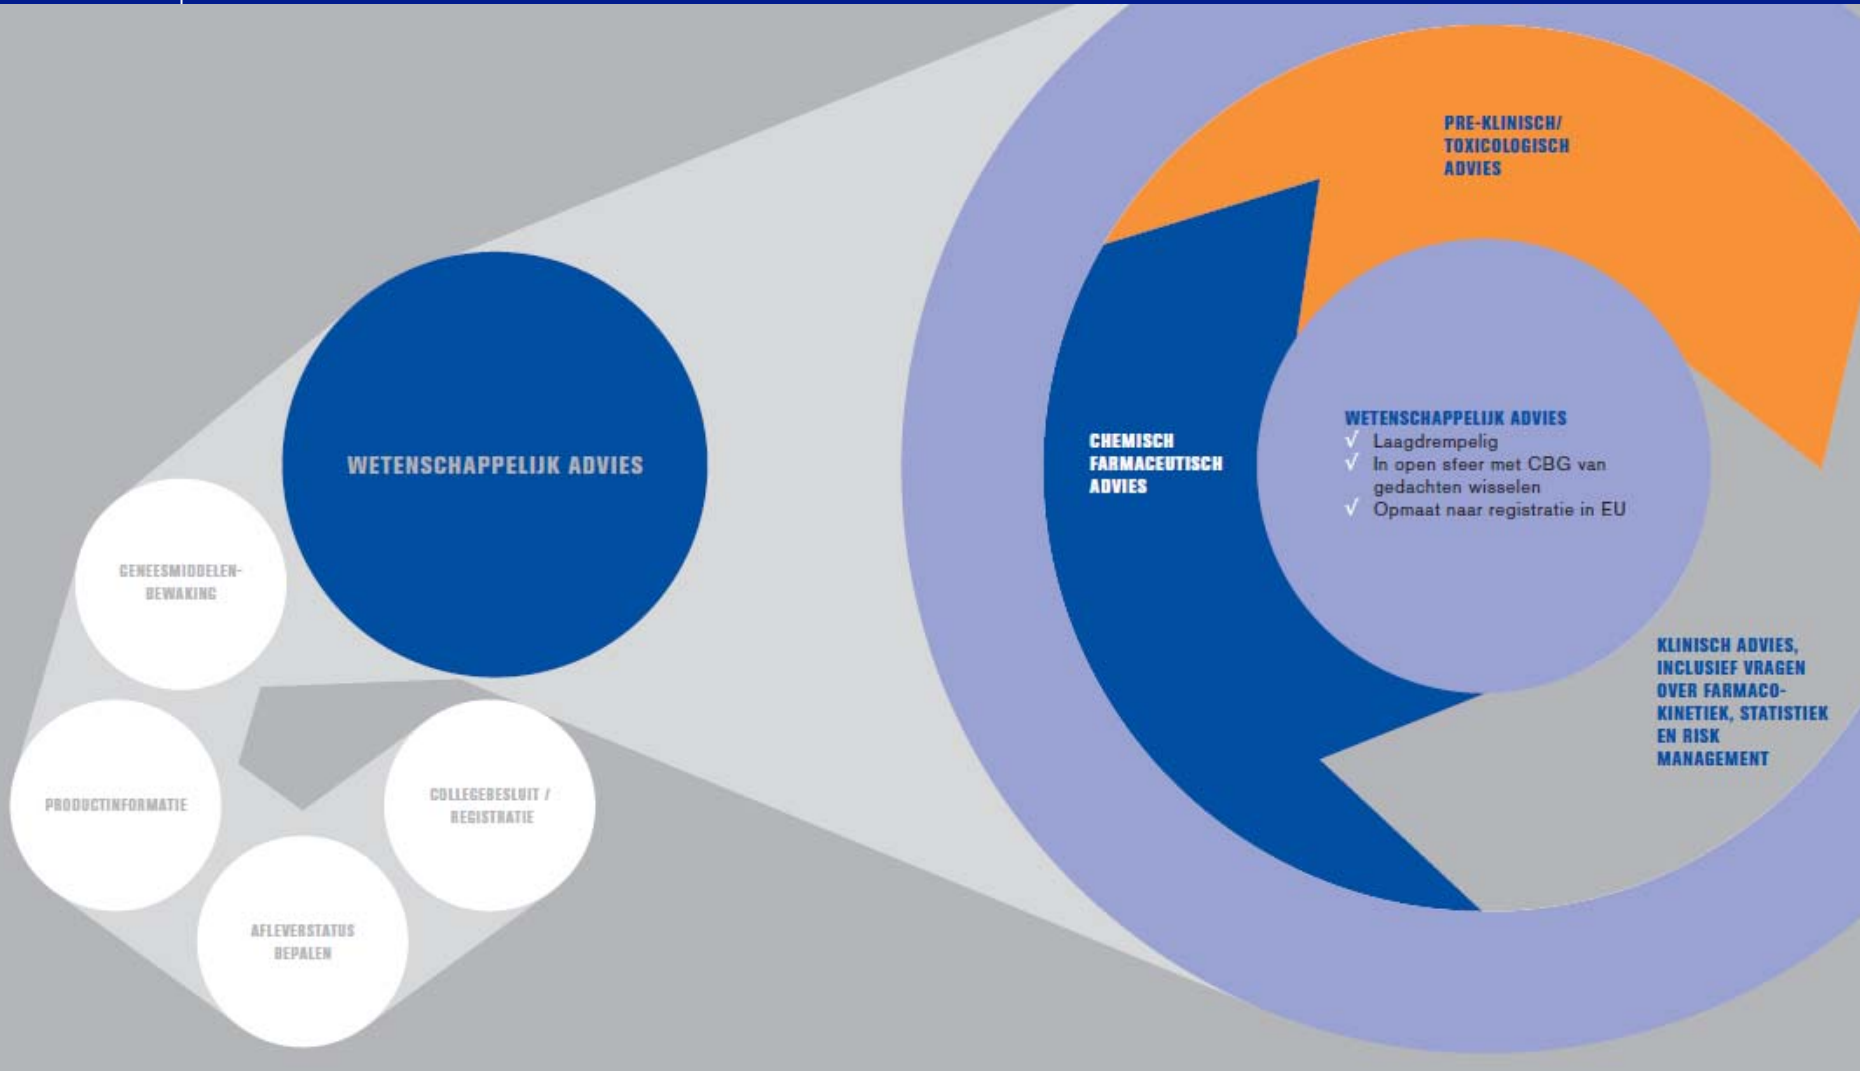 WETENSCHAPPELIJK ADVIES
GENEESMIDDELEN-
BEWAKING
PRODUCTINFORMATIE
AFLEVERSTATUS
BEPALEN
COLLEGEBESLUIT /
REGISTRATIE
PRE-KLINISCH/
TOXICOLOGISCH
ADVIES
CHEMISCH
FARMACEUTISCH
ADVIES
WETENSCHAPPELIJK ADVIES
√ Laagdrempelig
√ In open sfeer met CBG van
gedachten wisselen
√ Opmaat naar registratie in EU
KLINISCH ADVIES,
INCLUSIEF VRAGEN
OVER FARMACO-
KINETIEK, STATISTIEK
EN RISK
MANAGEMENT